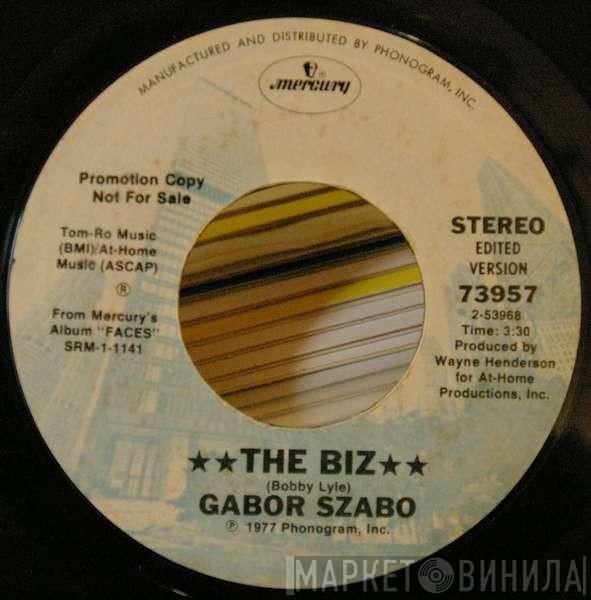 MANUFACTURED AND DISTRIBUTED BY PHONOGRAM, INC.
mercury ®
Promotion Copy
Not For Sale
Tom-Ro Music
(BMI)/At-Home
Music (ASCAP)
®
From Mercury's
Album "FACES"
SRM-1-1141
STEREO
EDITED
VERSION
73957
2-53968
Time: 3:30
Produced by
Wayne Henderson
for At-Home
Productions, Inc.
★★THE BIZ★★
(Bobby Lyle)
GABOR SZABO
℗ 1977 Phonogram, Inc.
МАРКЕТ ВИНИЛА